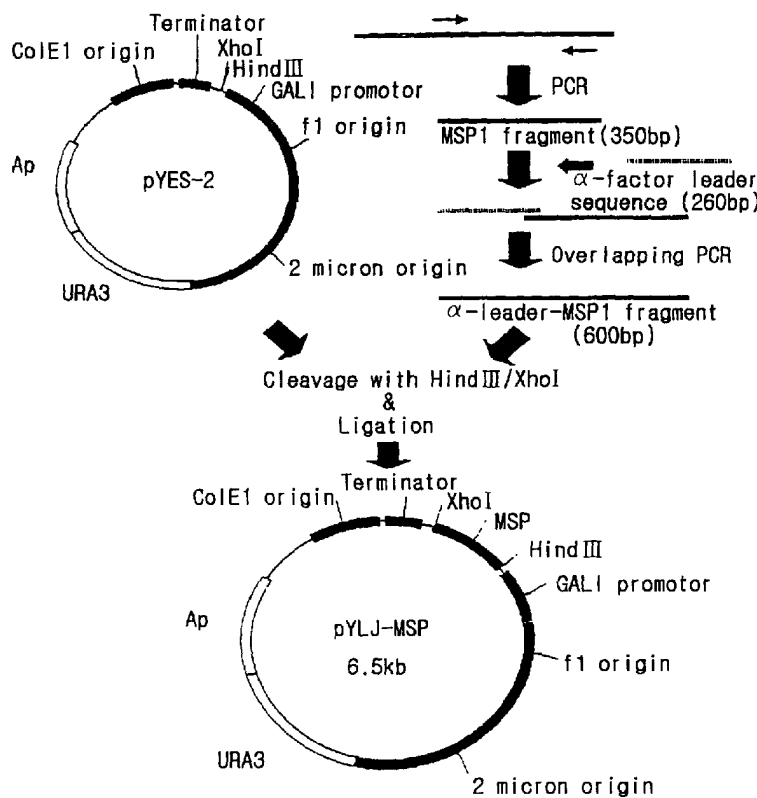 Terminator
ColE1 origin
XhoI
HindIII
GALI promotor
f1 origin
Ap
pYES-2
2 micron origin
URA3
PCR
MSP1 fragment(350bp)
α-factor leader
sequence (260bp)
Overlapping PCR
α-leader-MSP1 fragment
(600bp)
Cleavage with HindIII/XhoI
&
Ligation
Terminator
ColE1 origin
XhoI
MSP
HindIII
GALI promotor
Ap
pYLJ-MSP
6.5kb
f1 origin
URA3
2 micron origin